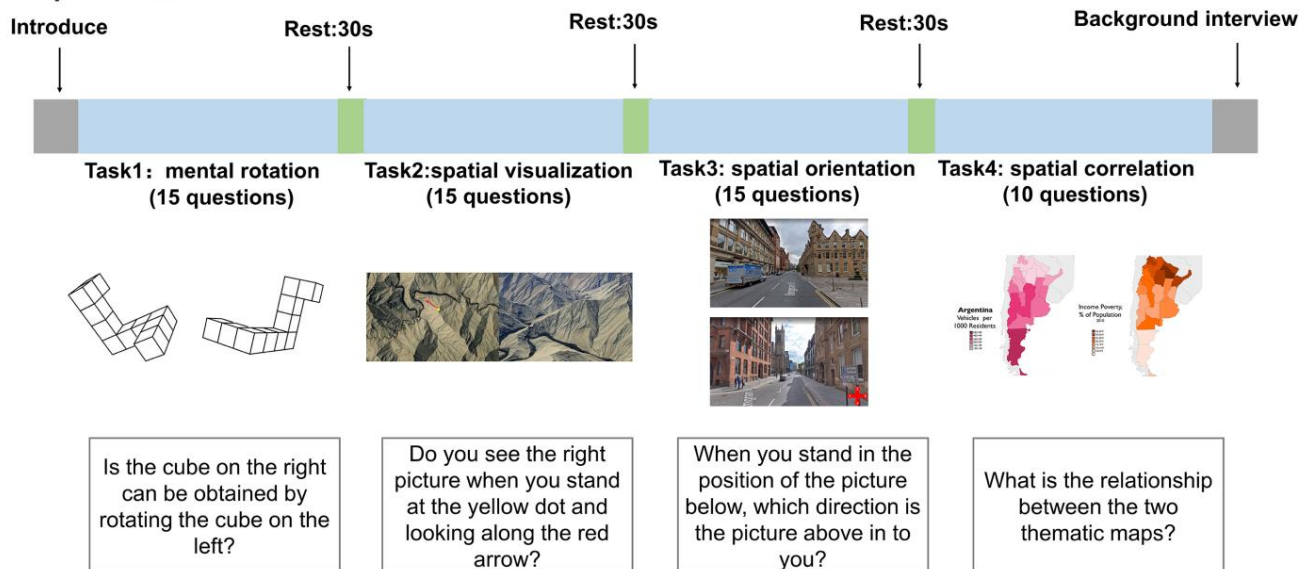 Introduce
Rest:30s
Rest:30s
Rest:30s
Background interview
Task1：mental rotation
(15 questions)
Task2:spatial visualization
(15 questions)
Task3: spatial orientation
(15 questions)
Task4: spatial correlation
(10 questions)
Argentina
Vehicles per
1000 Residents
Income Poverty,
% of Population
Is the cube on the right
can be obtained by
rotating the cube on the
left?
Do you see the right
picture when you stand
at the yellow dot and
looking along the red
arrow?
When you stand in the
position of the picture
below, which direction is
the picture above in to
you?
What is the relationship
between the two
thematic maps?